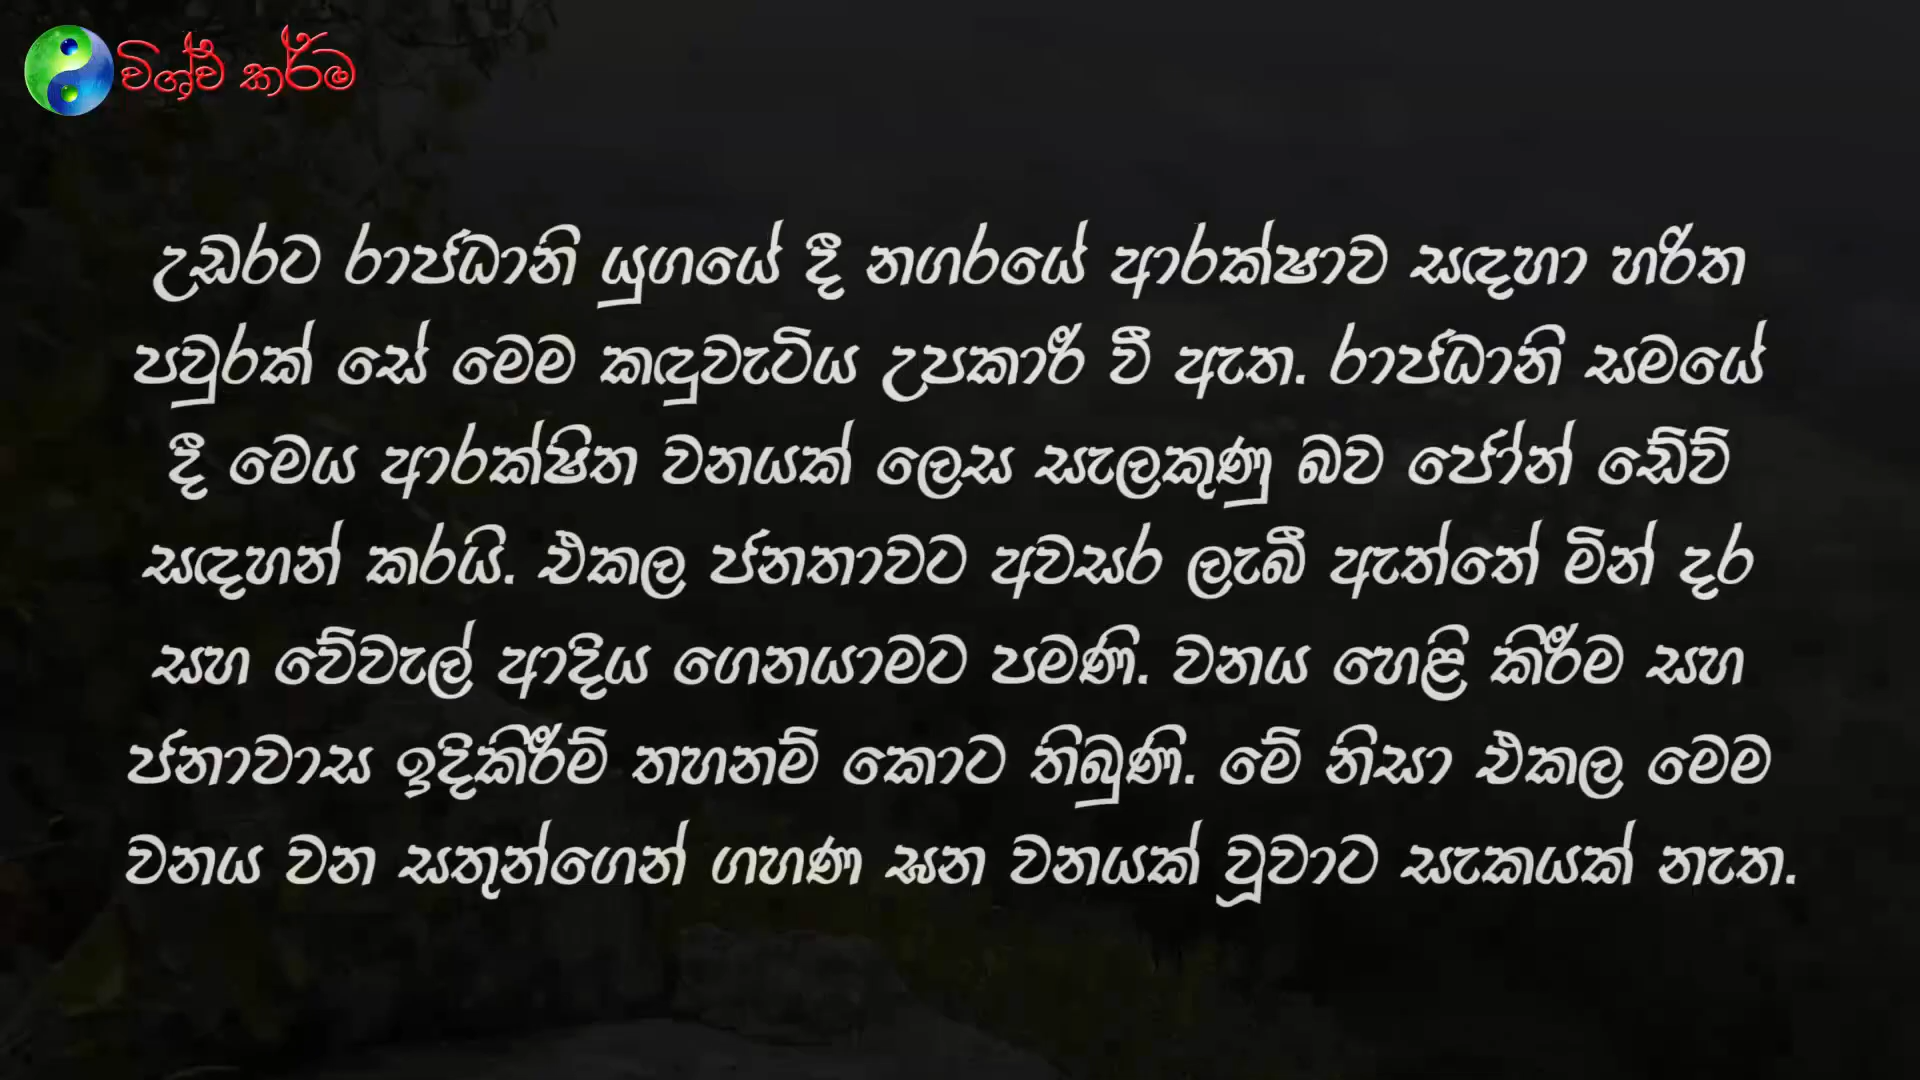 විශ්ව කර්ම
උඩරට රාජධානි යුගයේ දී නගරයේ ආරක්ෂාව සඳහා හරිත
පවුරක් සේ මෙම කඳුවැටිය උපකාරී වී ඇත. රාජධානි සමයේ
දී මෙය ආරක්ෂිත වනයක් ලෙස සැලකුණු බව ජෝන් ඩේව්
සඳහන් කරයි. එකල ජනතාවට අවසර ලැබී ඇත්තේ මින් දර
සහ වේවැල් ආදිය ගෙනයාමට පමණි. වනය හෙළි කිරීම සහ
ජනාවාස ඉදිකිරීම් තහනම් කොට තිබුණි. මේ නිසා එකල මෙම
වනය වන සතුන්ගෙන් ගහණ ඝන වනයක් වූවාට සැකයක් නැත.